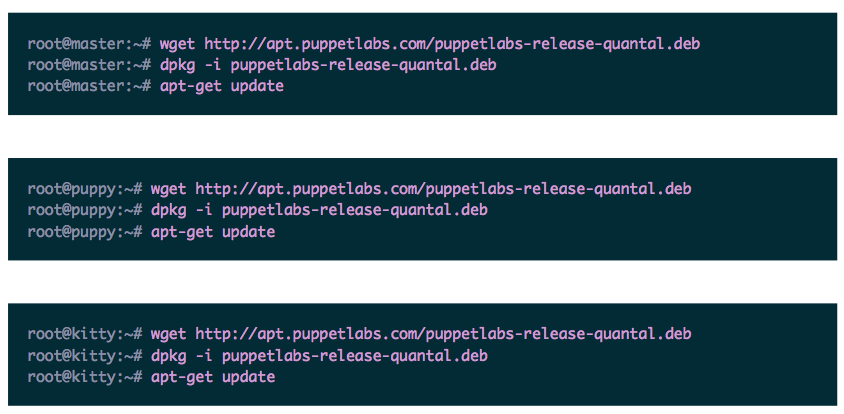 root@master:~# wget http://apt.puppetlabs.com/puppetlabs-release-quantal.deb
root@master:~# dpkg -i puppetlabs-release-quantal.deb
root@master:~# apt-get update
root@puppy:~# wget http://apt.puppetlabs.com/puppetlabs-release-quantal.deb
root@puppy:~# dpkg -i puppetlabs-release-quantal.deb
root@puppy:~# apt-get update
root@kitty:~# wget http://apt.puppetlabs.com/puppetlabs-release-quantal.deb
root@kitty:~# dpkg -i puppetlabs-release-quantal.deb
root@kitty:~# apt-get update